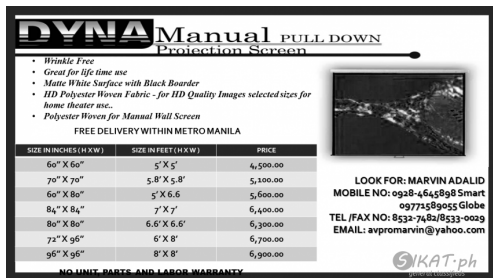 DYNA Manual PULL DOWN
Projection Screen
• Wrinkle Free
• Great for life time use
• Matte White Surface with Black Boarder
• HD Polyester Woven Fabric - for HD Quality Images selected sizes for
home theater use..
• Polyester Woven for Manual Wall Screen
FREE DELIVERY WITHIN METRO MANILA
SIZE IN INCHES ( H X W ) SIZE IN FEET ( H X W ) PRICE
60” X 60” 5’ X 5’ 4,500.00
70” X 70” 5.8’ X 5.8’ 5,100.00
60” X 80” 5’ X 6.6 5,600.00
84” X 84” 7’ X 7’ 6,400.00
80” X 80” 6.6’ X 6.6’ 6,300.00
72” X 96” 6’ X 8’ 6,700.00
96” X 96” 8’ X 8’ 6,900.00
NO UNIT, PARTS AND LABOR WARRANTY
LOOK FOR: MARVIN ADALID
MOBILE NO: 0928-4645898 Smart
09771589055 Globe
TEL /FAX NO: 8532-7482/8533-0029
EMAIL: avpromarvin@yahoo.com
SIKAT.ph
general classifieds